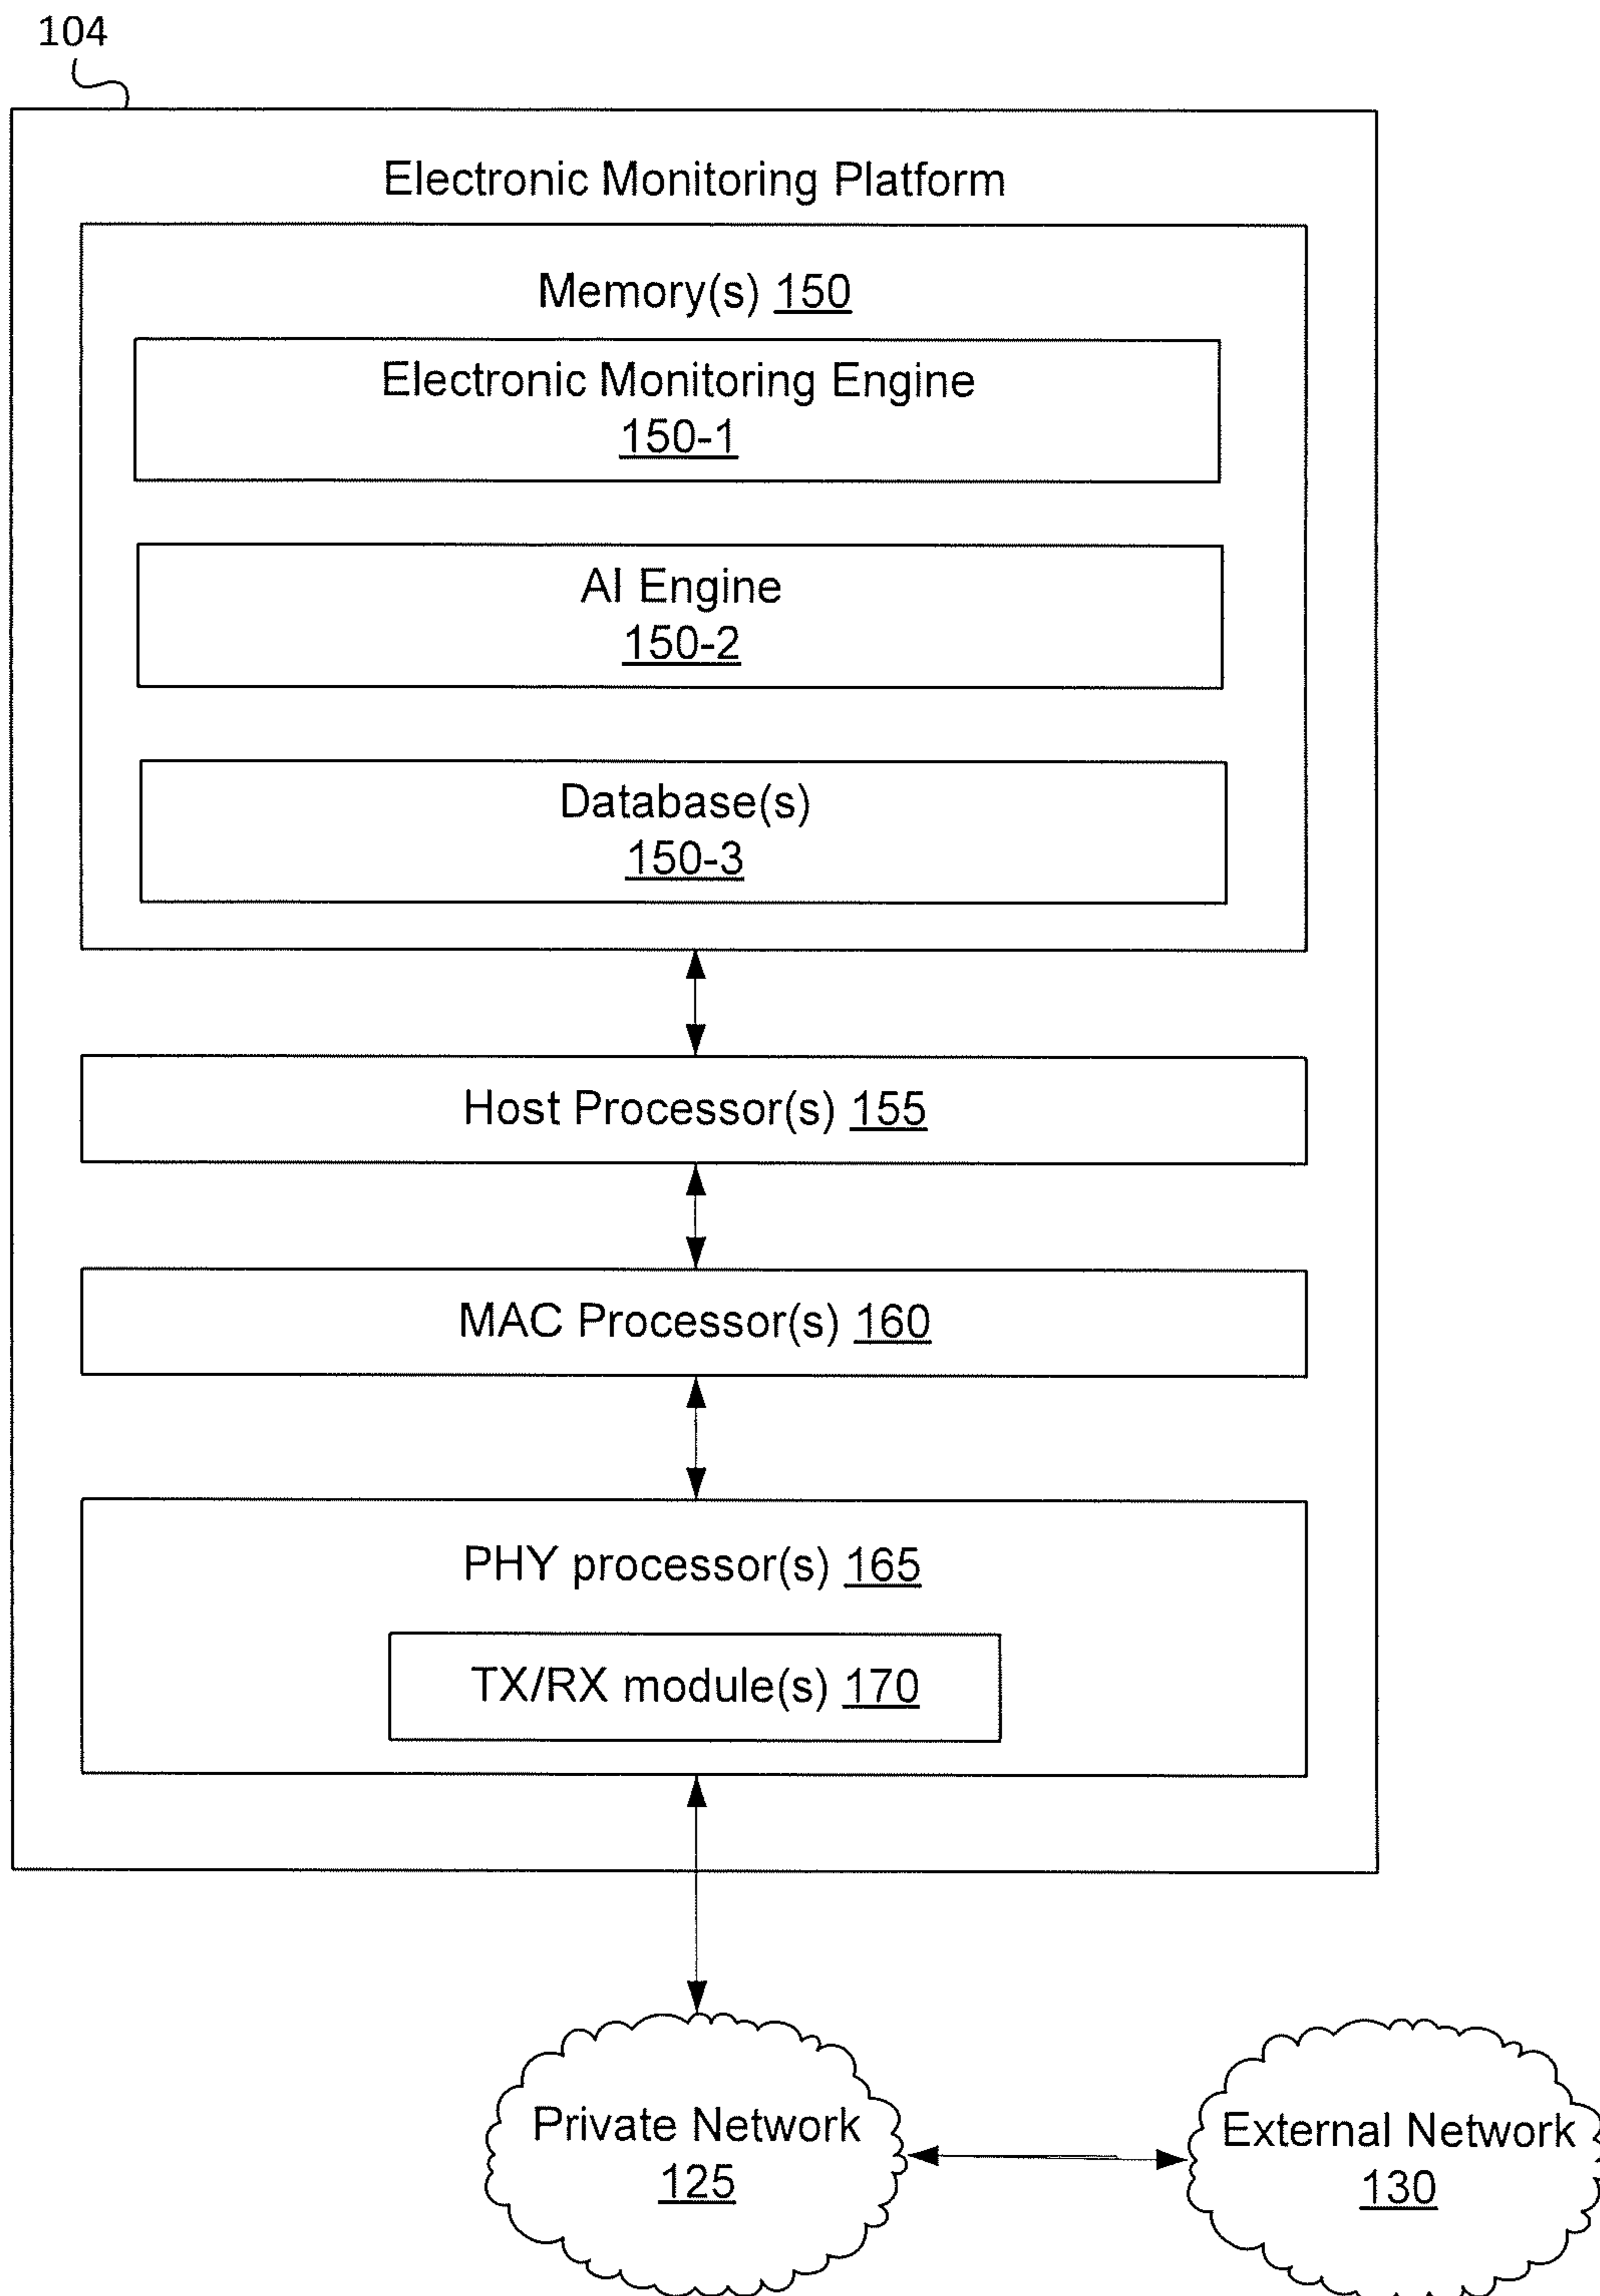 104
Electronic Monitoring Platform
Memory(s) 150
Electronic Monitoring Engine
150-1
AI Engine
150-2
Database(s)
150-3
Host Processor(s) 155
MAC Processor(s) 160
PHY processor(s) 165
TX/RX module(s) 170
Private Network
125
External Network
130